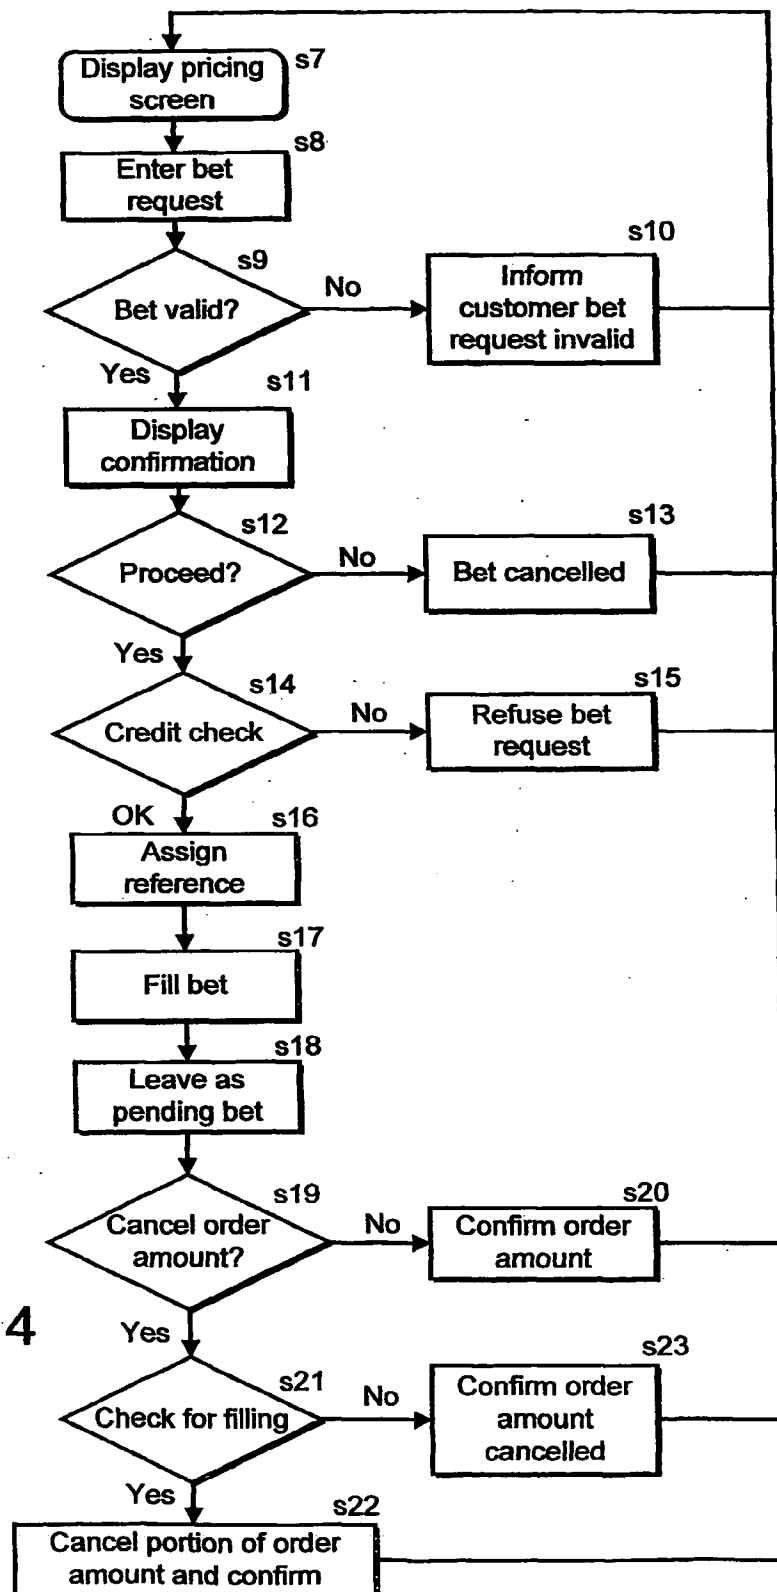 Display pricing
screen
s7
s8
Enter bet
request
s9
Bet valid?
No
s10
Inform
customer bet
request invalid
Yes
s11
Display
confirmation
s12
Proceed?
No
s13
Bet cancelled
Yes
s14
Credit check
No
s15
Refuse bet
request
OK
s16
Assign
reference
s17
Fill bet
s18
Leave as
pending bet
s19
Cancel order
amount?
No
s20
Confirm order
amount
4
Yes
s21
Check for filling
No
s23
Confirm order
amount
cancelled
Yes
s22
Cancel portion of order
amount and confirm